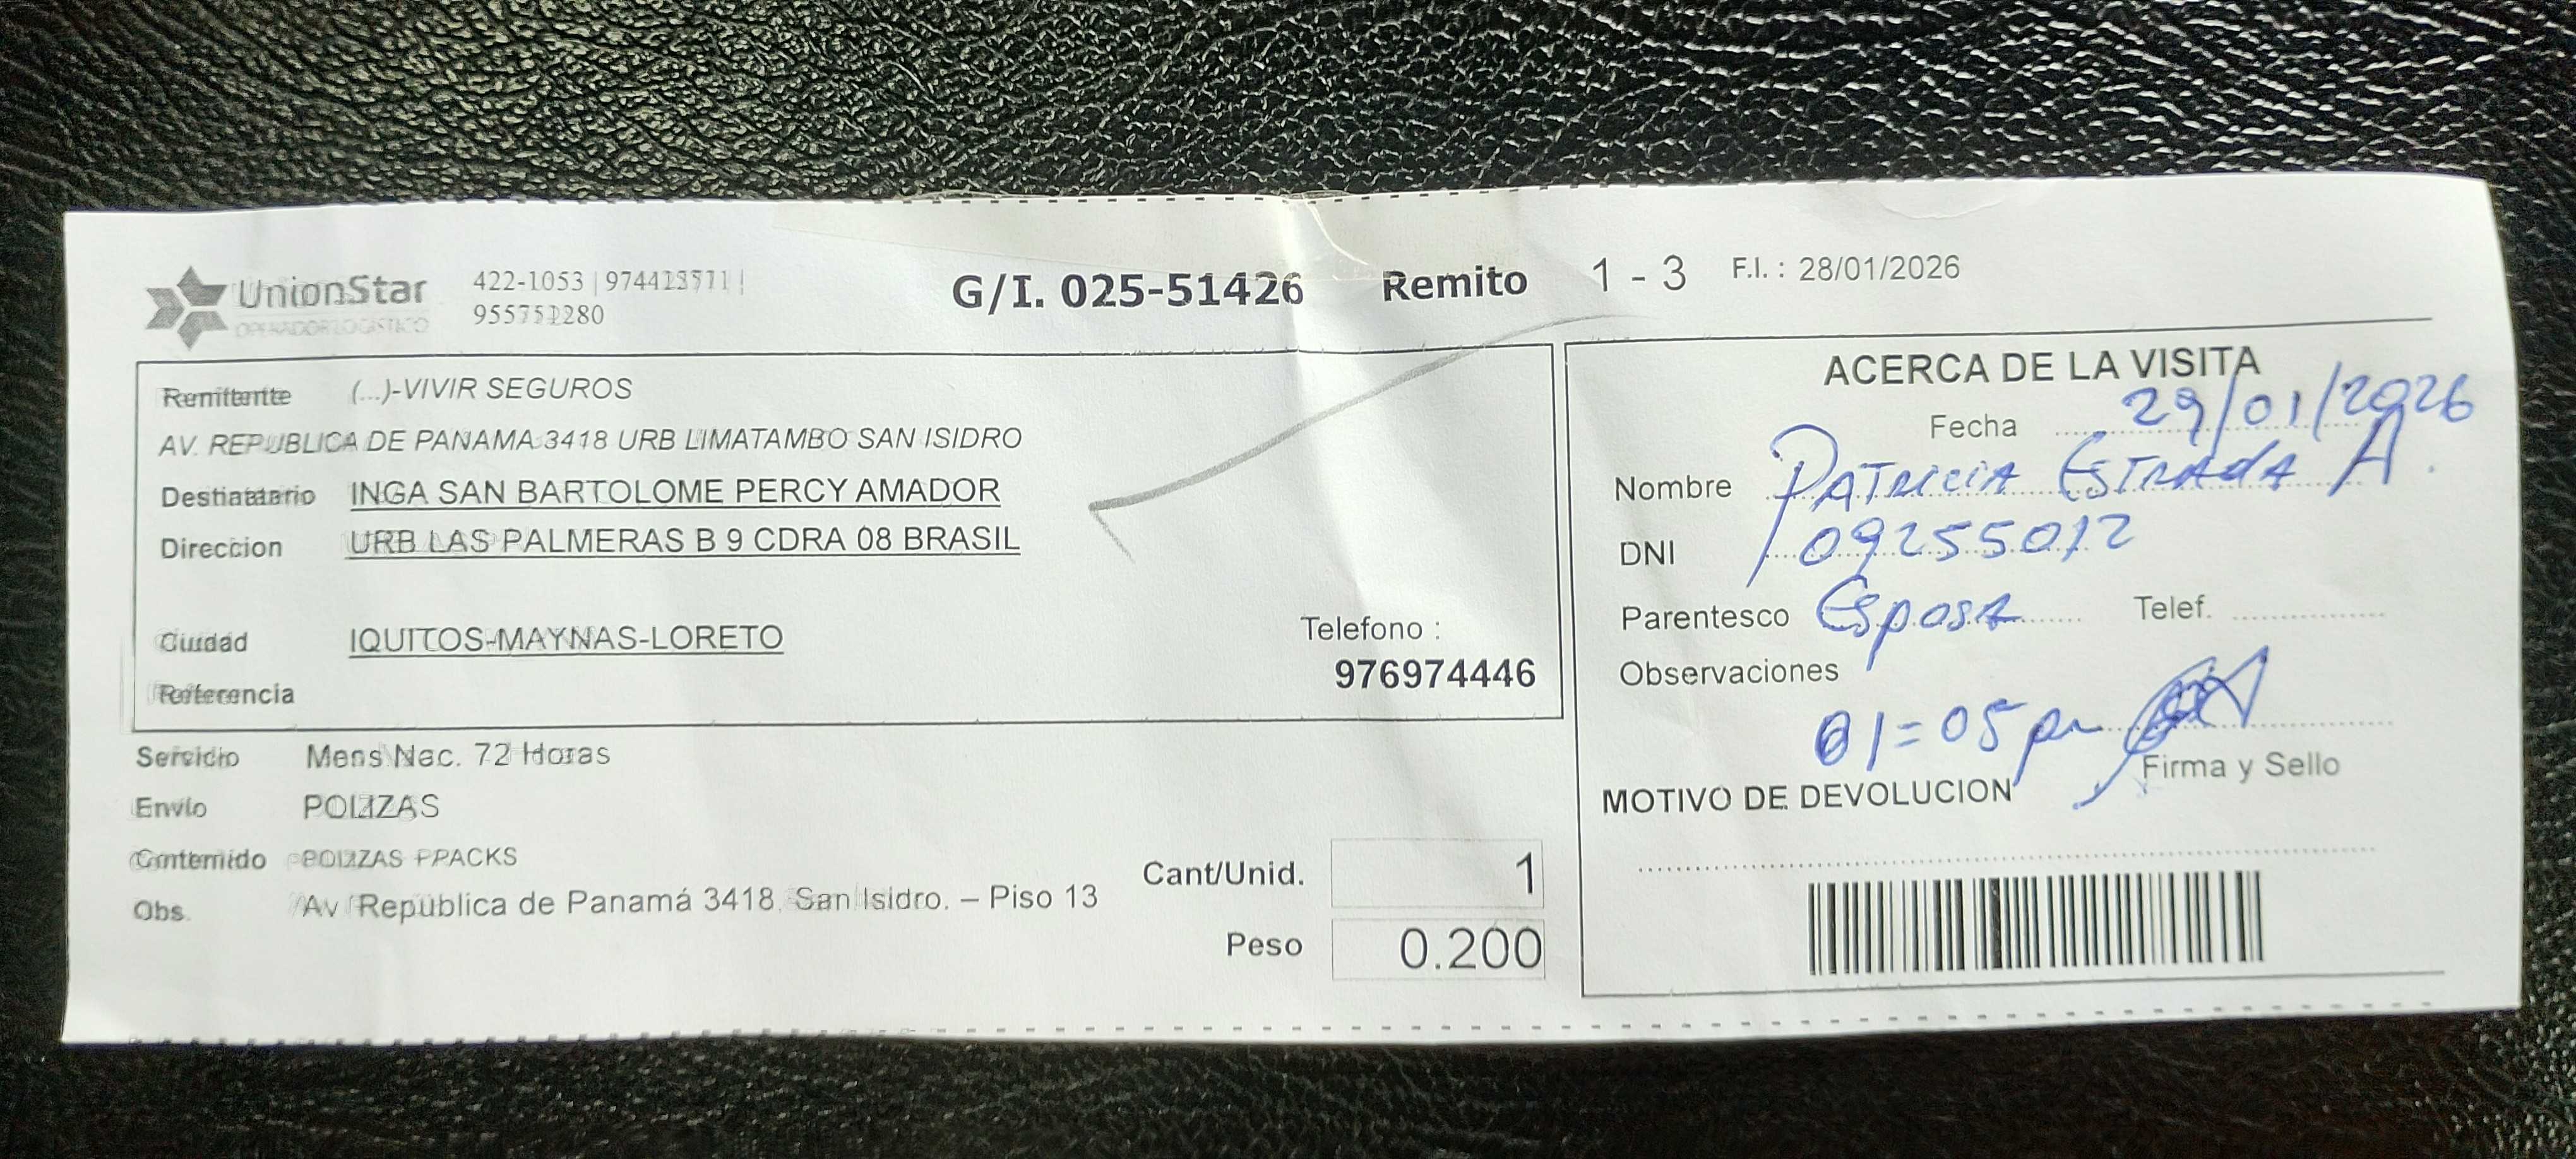 UnionStar
OPERADOR LOGISTICO
422-1053 | 974423571 |
955751280
G/I. 025-51426 Remito 1 - 3 F.I. : 28/01/2026
Remitente (...)-VIVIR SEGUROS
AV. REPUBLICA DE PANAMA 3418 URB LIMATAMBO SAN ISIDRO
Destinatario INGA SAN BARTOLOME PERCY AMADOR
Direccion URB LAS PALMERAS B 9 CDRA 08 BRASIL
Ciudad IQUITOS-MAYNAS-LORETO
Telefono :
976974446
Referencia
Servicio Mens Nac. 72 Horas
Envío POLIZAS
Contenido POLIZAS PPACKS
Obs. Av República de Panamá 3418. San Isidro. – Piso 13
Cant/Unid. 1
Peso 0.200
ACERCA DE LA VISITA
Fecha 29/01/2026
Nombre PATRICIA ESTRADA A.
DNI 09255012
Parentesco Esposa Telef.
Observaciones
01=05 pm
Firma y Sello
MOTIVO DE DEVOLUCION